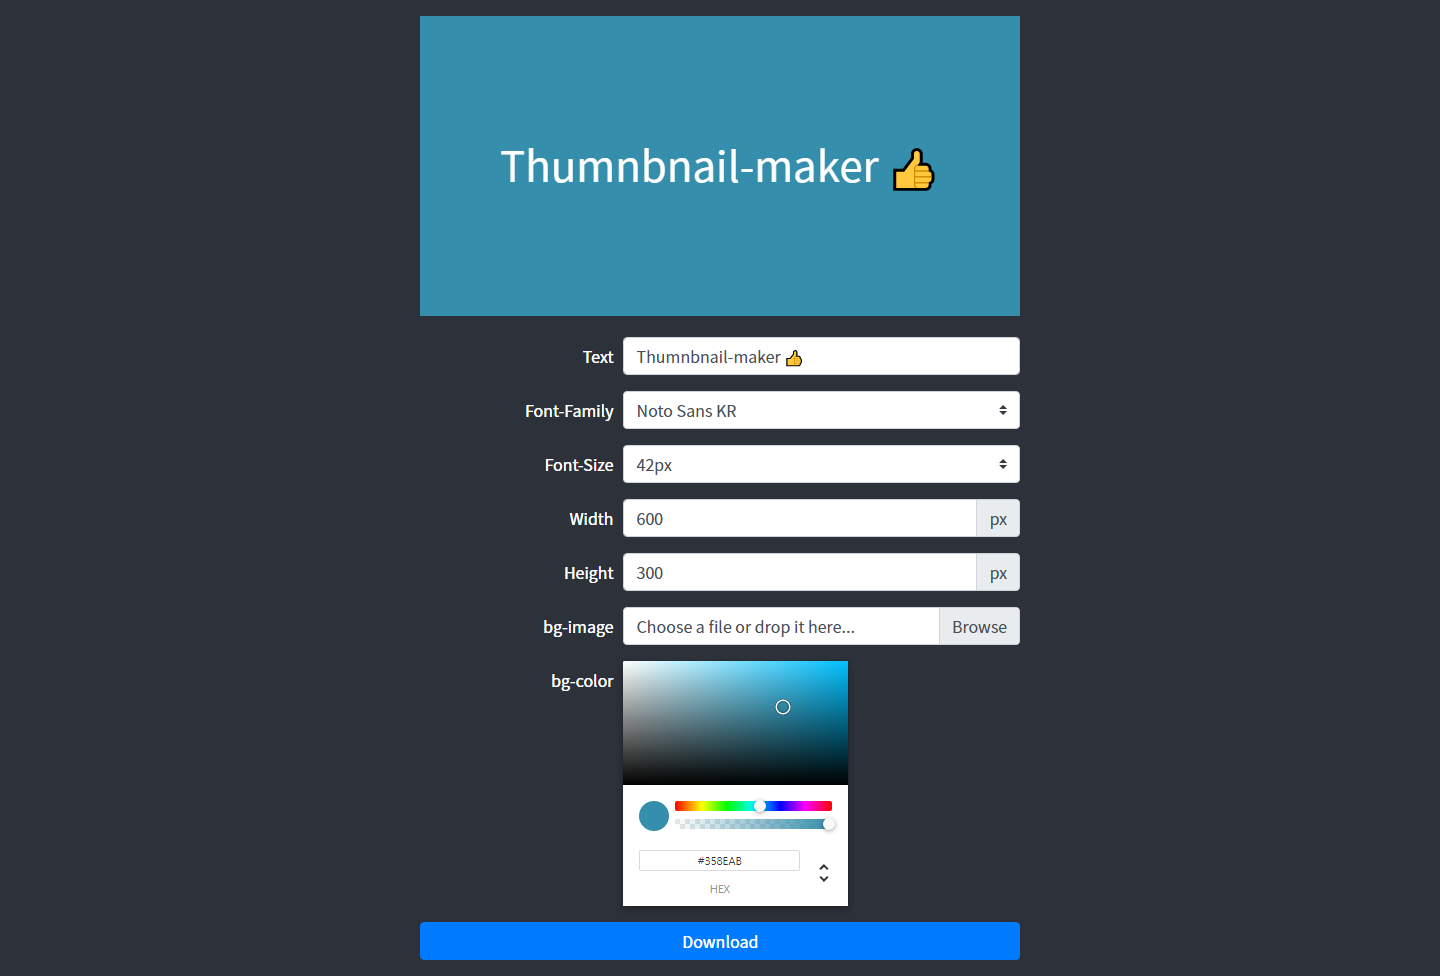 Thumnbnail-maker 👍
Text
Thumnbnail-maker 👍
Font-Family
Noto Sans KR
Font-Size
42px
Width
600
px
Height
300
px
bg-image
Choose a file or drop it here...
Browse
bg-color
#358EAB
HEX
Download